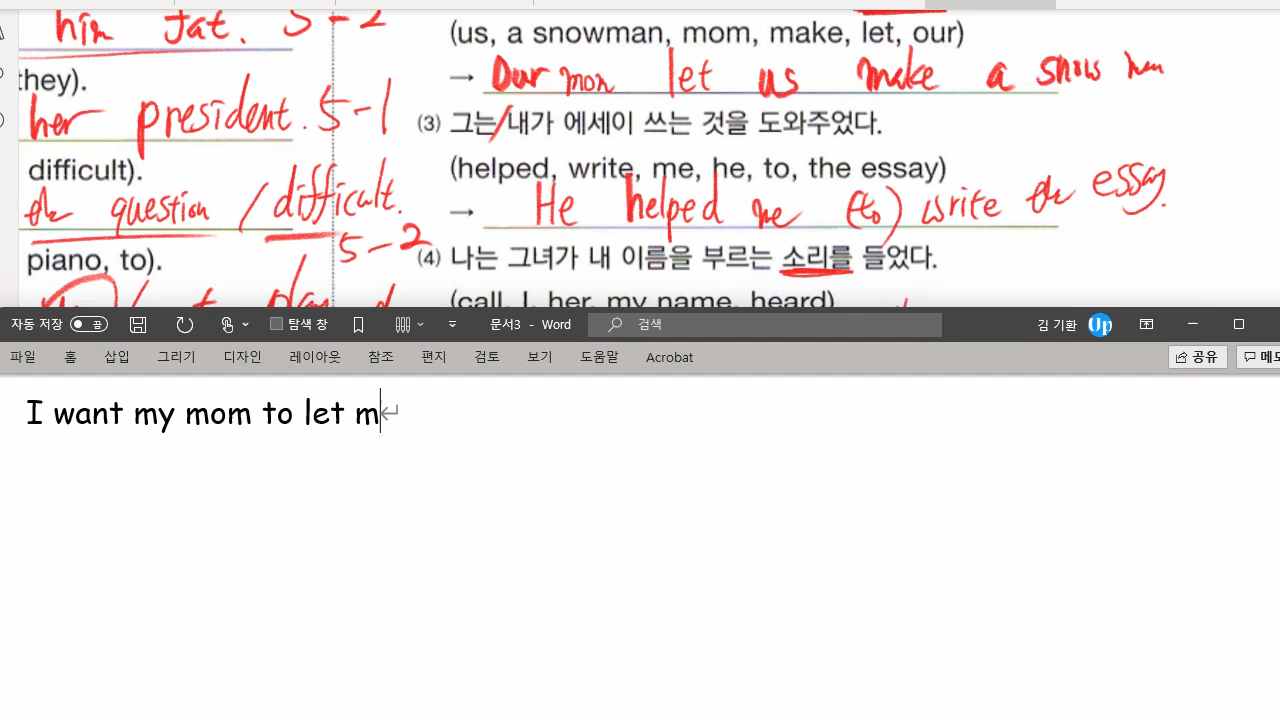 him fat. 5-2
they).
her president. 5-1
difficult).
the question / difficult.
5-2
piano, to).
(us, a snowman, mom, make, let, our)
→ Our mom let us make a snow man
(3) 그는/내가 에세이 쓰는 것을 도와주었다.
(helped, write, me, he, to, the essay)
→ He helped me (to) write the essay.
(4) 나는 그녀가 내 이름을 부르는 소리를 들었다.
(call, I, her, my name, heard)
자동 저장 끔 탐색 창 문서3 - Word 검색 김 기환 Up
파일 홈 삽입 그리기 디자인 레이아웃 참조 편지 검토 보기 도움말 Acrobat 공유 메모
I want my mom to let m